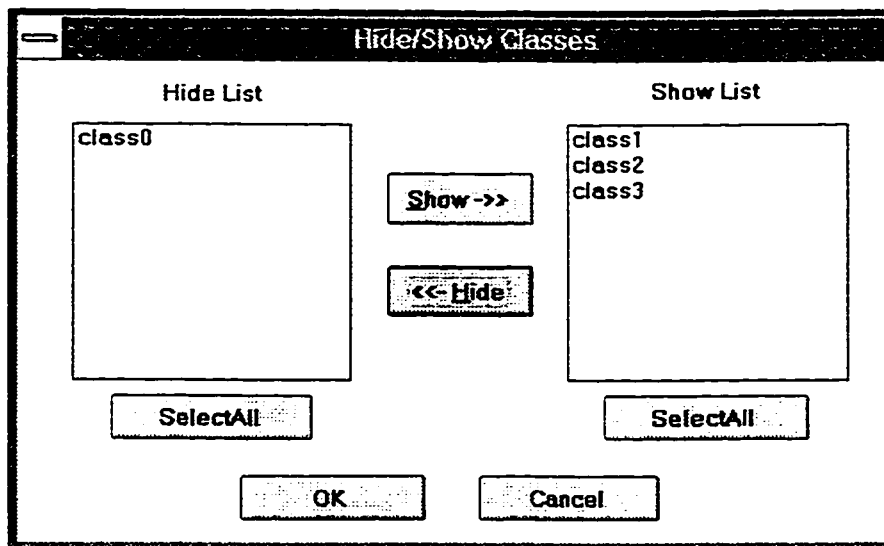 Hide/Show Classes
Hide List
Show List
class0
class1
class2
class3
Show->>
<<-Hide
SelectAll
SelectAll
OK
Cancel